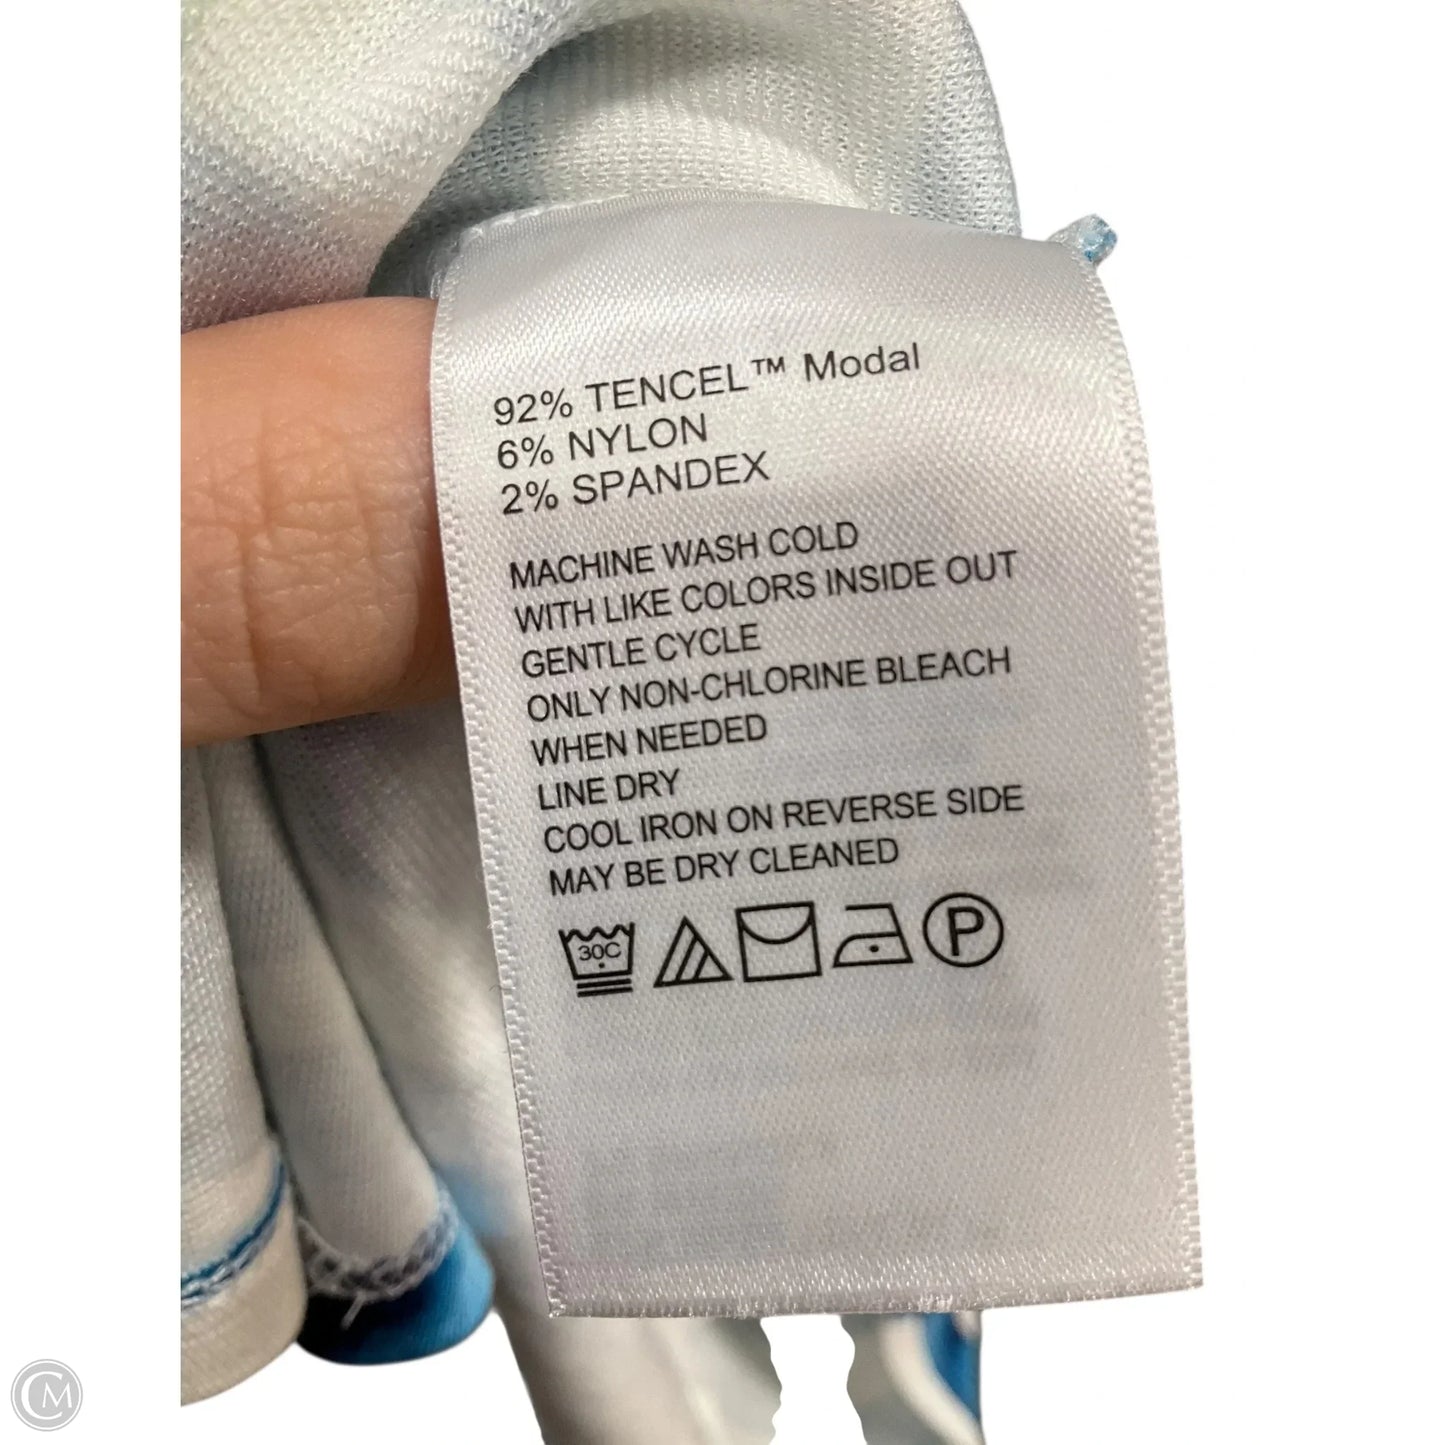 92% TENCEL™ Modal
6% NYLON
2% SPANDEX
MACHINE WASH COLD
WITH LIKE COLORS INSIDE OUT
GENTLE CYCLE
ONLY NON-CHLORINE BLEACH
WHEN NEEDED
LINE DRY
COOL IRON ON REVERSE SIDE
MAY BE DRY CLEANED
30C P
CM